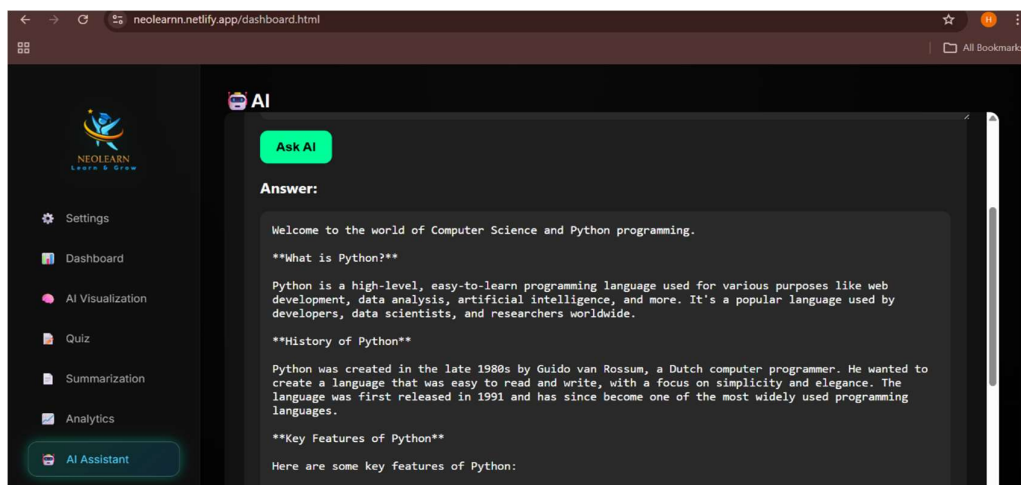 neolearnn.netlify.app/dashboard.html
H
All Bookmarks
AI
NEOLEARN
Learn & Grow
Ask AI
Answer:
Settings
Dashboard
AI Visualization
Quiz
Summarization
Analytics
AI Assistant
Welcome to the world of Computer Science and Python programming.
**What is Python?**
Python is a high-level, easy-to-learn programming language used for various purposes like web
development, data analysis, artificial intelligence, and more. It's a popular language used by
developers, data scientists, and researchers worldwide.
**History of Python**
Python was created in the late 1980s by Guido van Rossum, a Dutch computer programmer. He wanted to
create a language that was easy to read and write, with a focus on simplicity and elegance. The
language was first released in 1991 and has since become one of the most widely used programming
languages.
**Key Features of Python**
Here are some key features of Python: